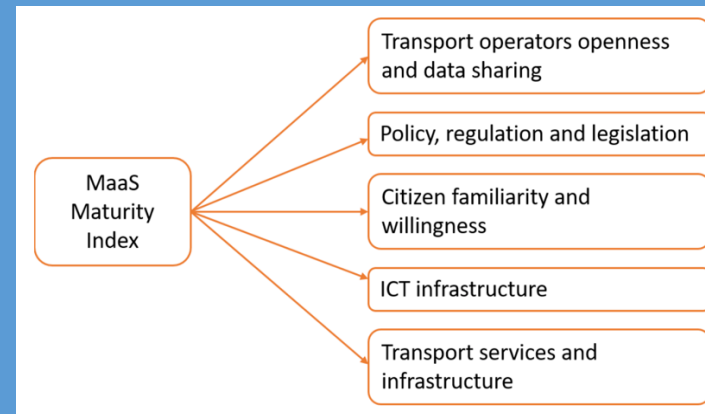 MaaS
Maturity
Index
Transport operators openness
and data sharing
Policy, regulation and legislation
Citizen familiarity and
willingness
ICT infrastructure
Transport services and
infrastructure